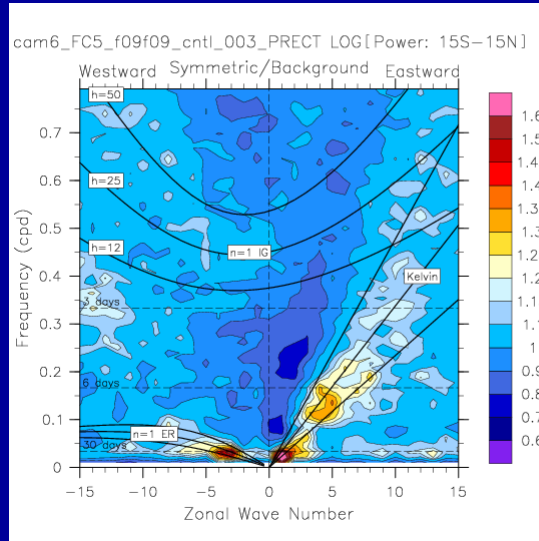 cam6_FC5_f09f09_cntl_003_PRECT LOG[Power: 15S-15N]
Westward Symmetric/Background Eastward
h=50
h=25
h=12
n=1 IG
Kelvin
3 days
6 days
30 days
n=1 ER
Frequency (cpd)
0.7
0.6
0.5
0.4
0.3
0.2
0.1
0
-15 -10 -5 0 5 10 15
Zonal Wave Number
1.6
1.5
1.4
1.4
1.3
1.3
1.2
1.2
1.1
1.1
1
0.9
0.8
0.7
0.6